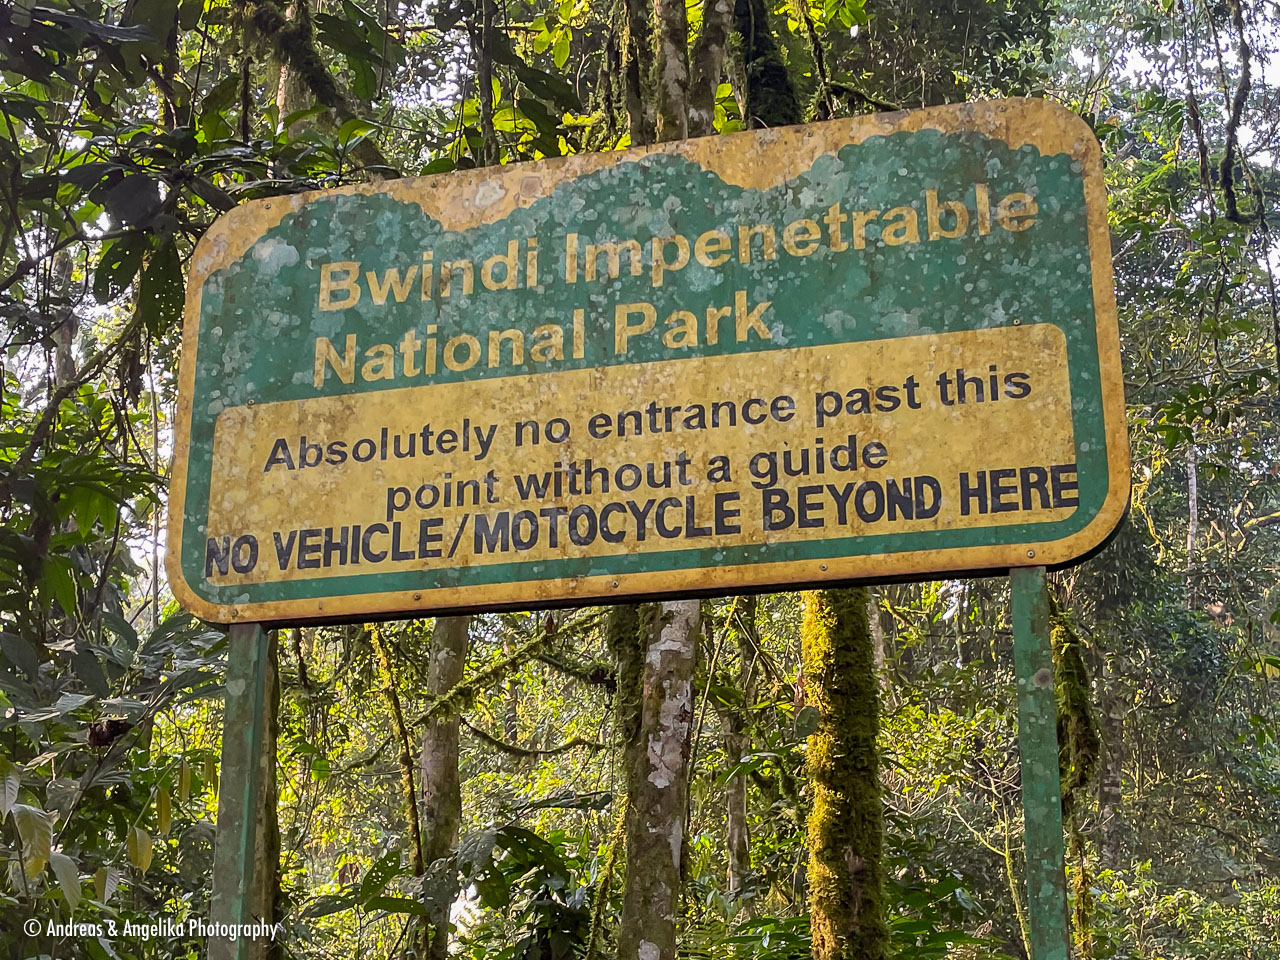 Bwindi Impenetrable
National Park
Absolutely no entrance past this
point without a guide
NO VEHICLE/MOTOCYCLE BEYOND HERE
© Andreas & Angelika Photography